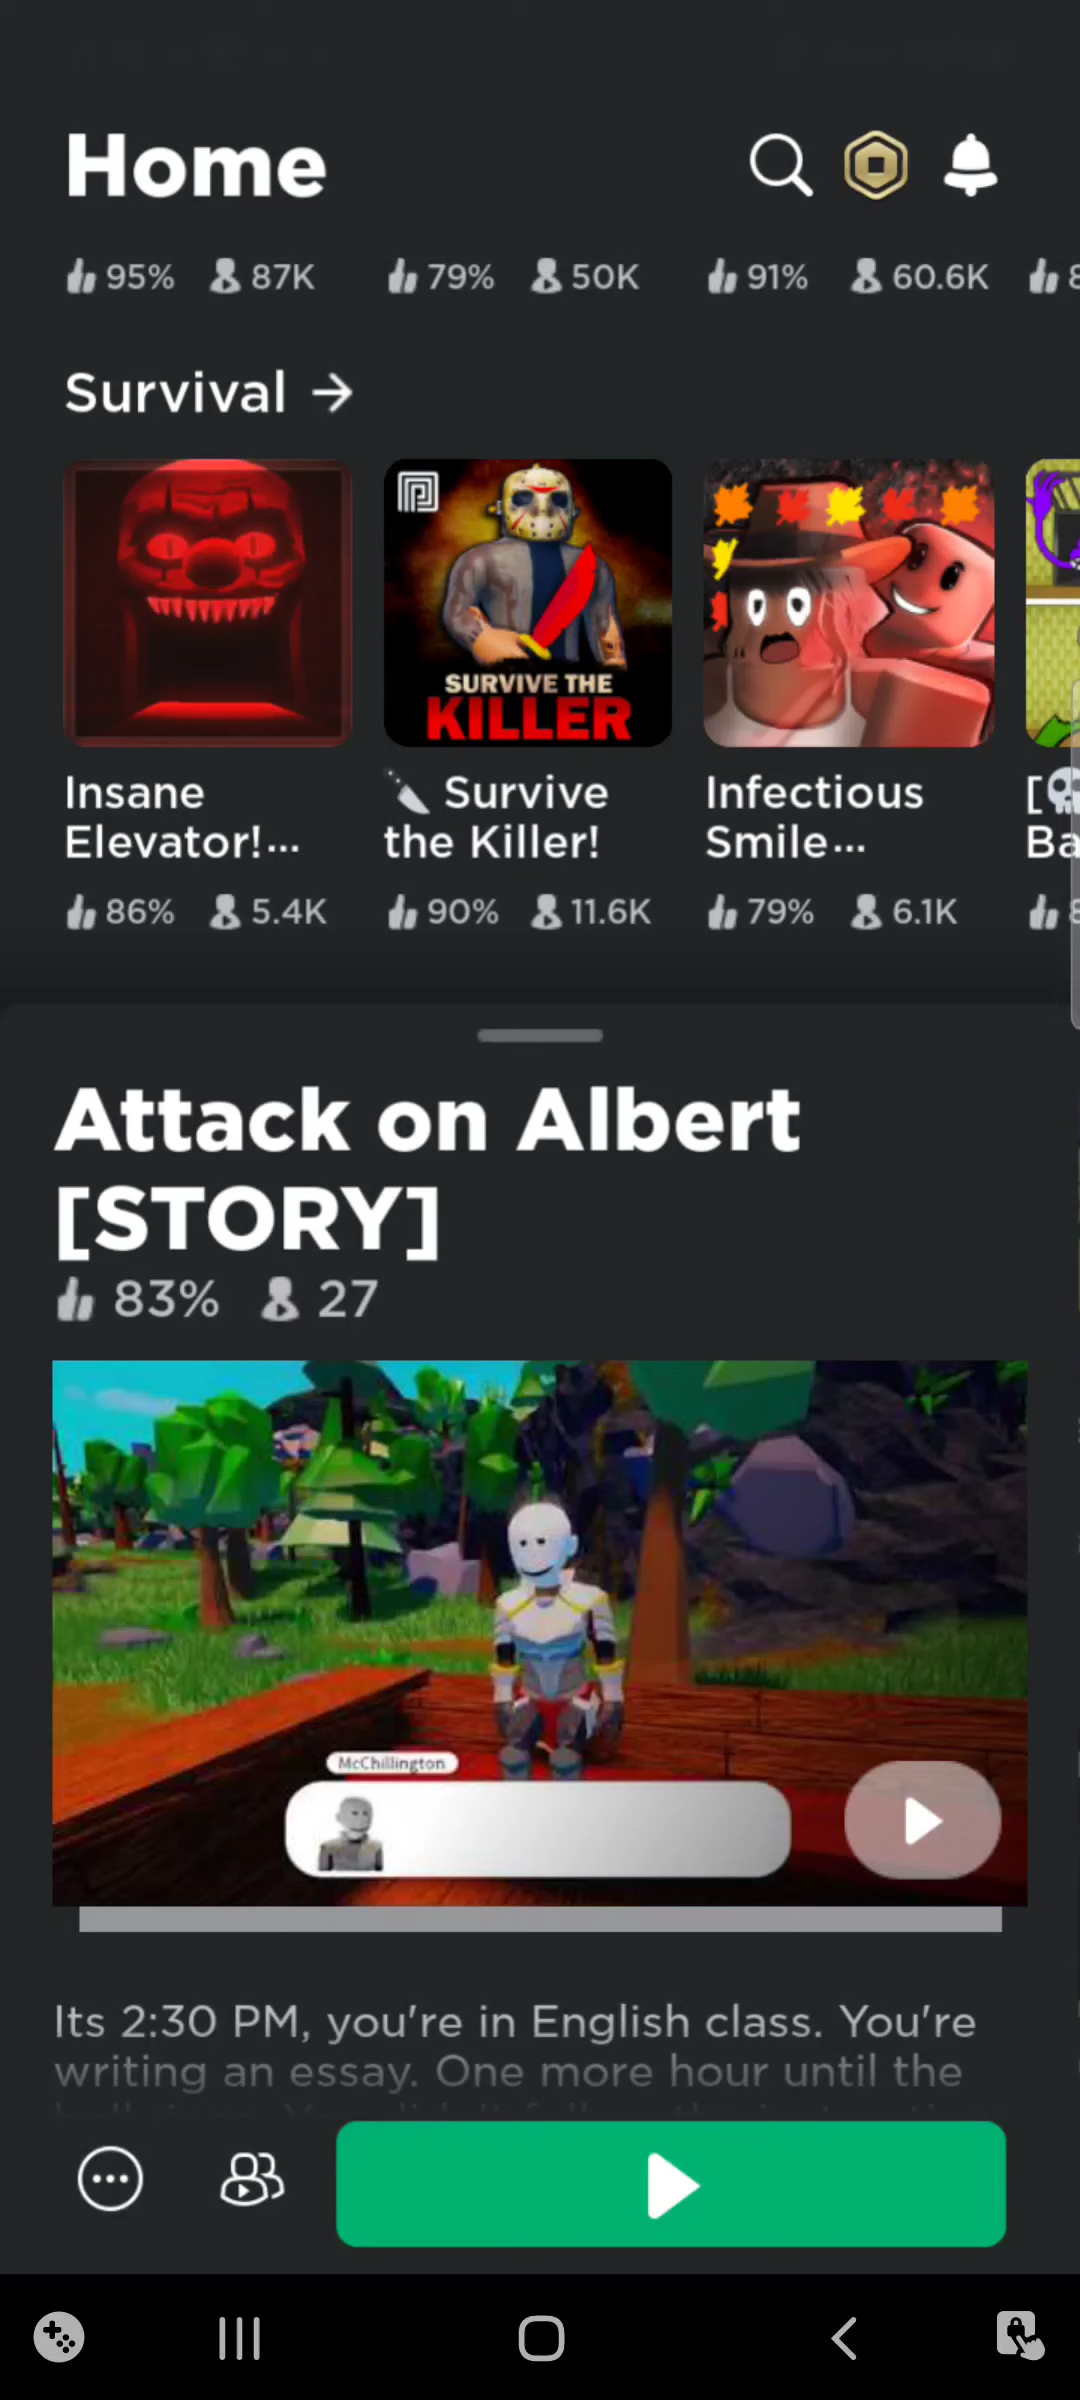 Home
95% 87K 79% 50K 91% 60.6K
Survival →
SURVIVE THE
KILLER
Insane
Elevator!...
🔪 Survive
the Killer!
Infectious
Smile...
[💀
Ba
86% 5.4K 90% 11.6K 79% 6.1K
Attack on Albert
[STORY]
83% 27
McChillington
Its 2:30 PM, you're in English class. You're
writing an essay. One more hour until the